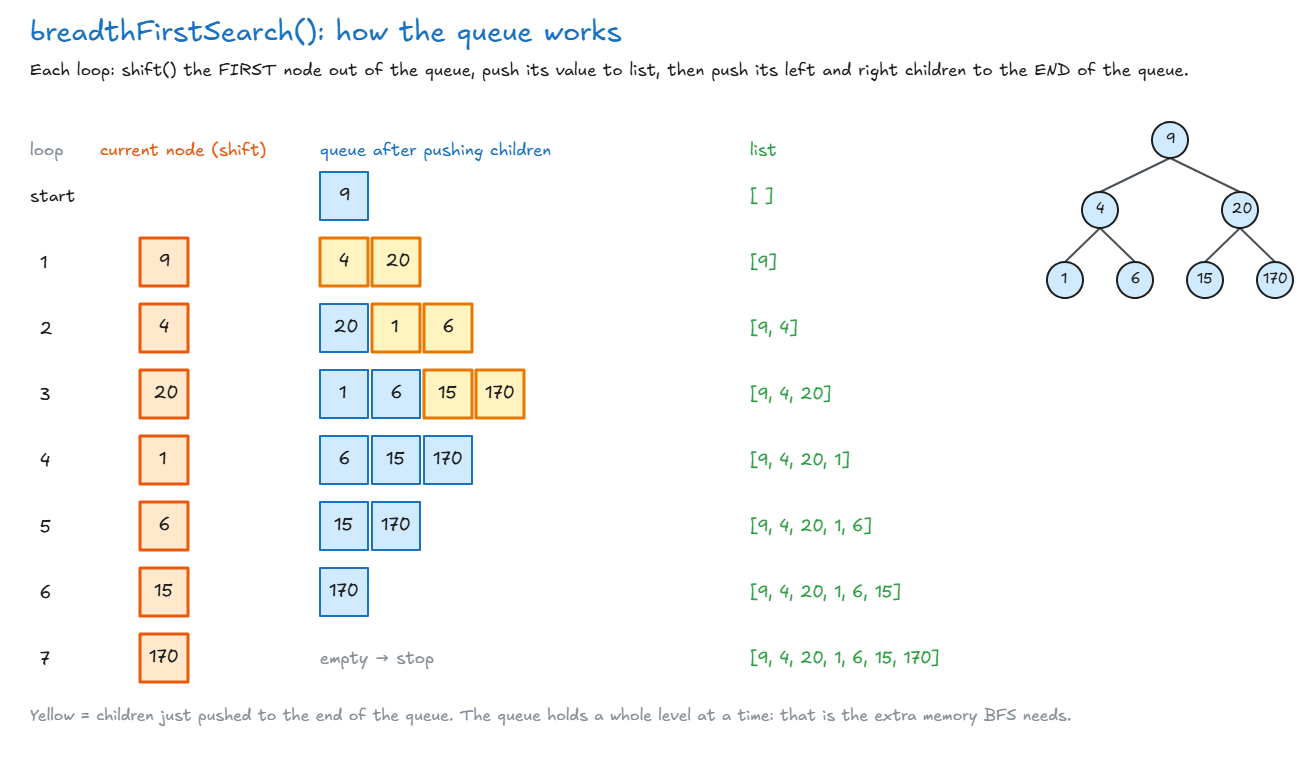 breadthFirstSearch(): how the queue works
Each loop: shift() the FIRST node out of the queue, push its value to list, then push its left and right children to the END of the queue.
loop current node (shift) queue after pushing children list
start 9 [ ]
1 9 4 20 [9]
2 4 20 1 6 [9, 4]
3 20 1 6 15 170 [9, 4, 20]
4 1 6 15 170 [9, 4, 20, 1]
5 6 15 170 [9, 4, 20, 1, 6]
6 15 170 [9, 4, 20, 1, 6, 15]
7 170 empty → stop [9, 4, 20, 1, 6, 15, 170]
9
4 20
1 6 15 170
Yellow = children just pushed to the end of the queue. The queue holds a whole level at a time: that is the extra memory BFS needs.